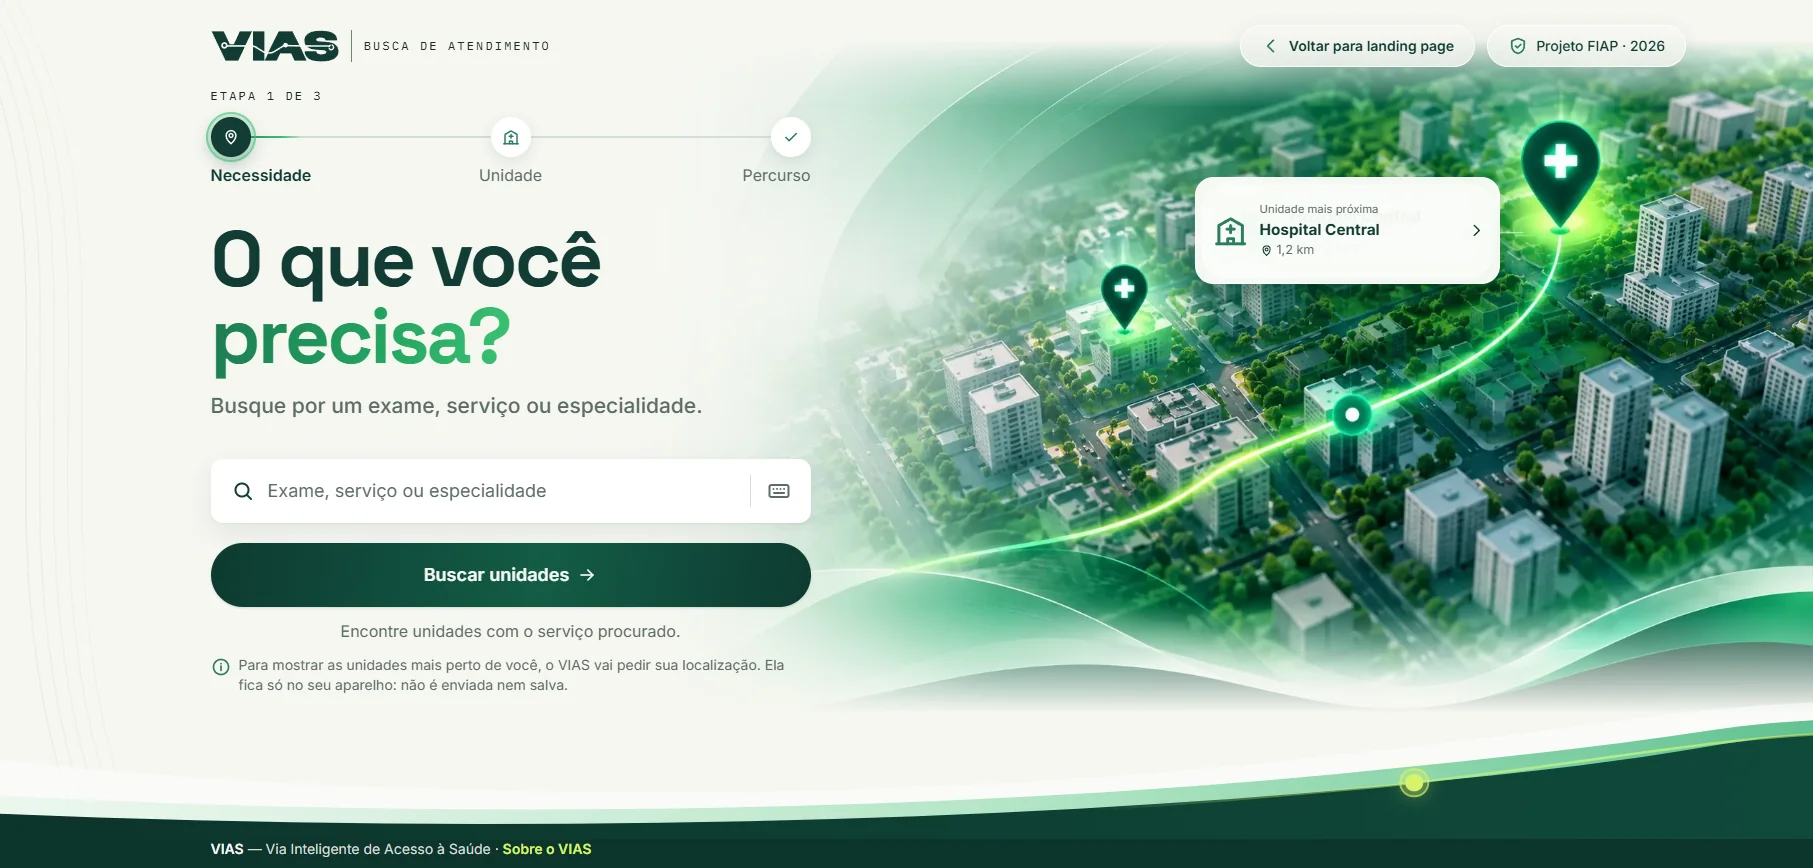 VIAS
BUSCA DE ATENDIMENTO
Voltar para landing page
Projeto FIAP · 2026
ETAPA 1 DE 3
Necessidade
Unidade
Percurso
O que você
precisa?
Busque por um exame, serviço ou especialidade.
Exame, serviço ou especialidade
Buscar unidades →
Encontre unidades com o serviço procurado.
Para mostrar as unidades mais perto de você, o VIAS vai pedir sua localização. Ela
fica só no seu aparelho: não é enviada nem salva.
Unidade mais próxima
Hospital Central
1,2 km
VIAS — Via Inteligente de Acesso à Saúde · Sobre o VIAS